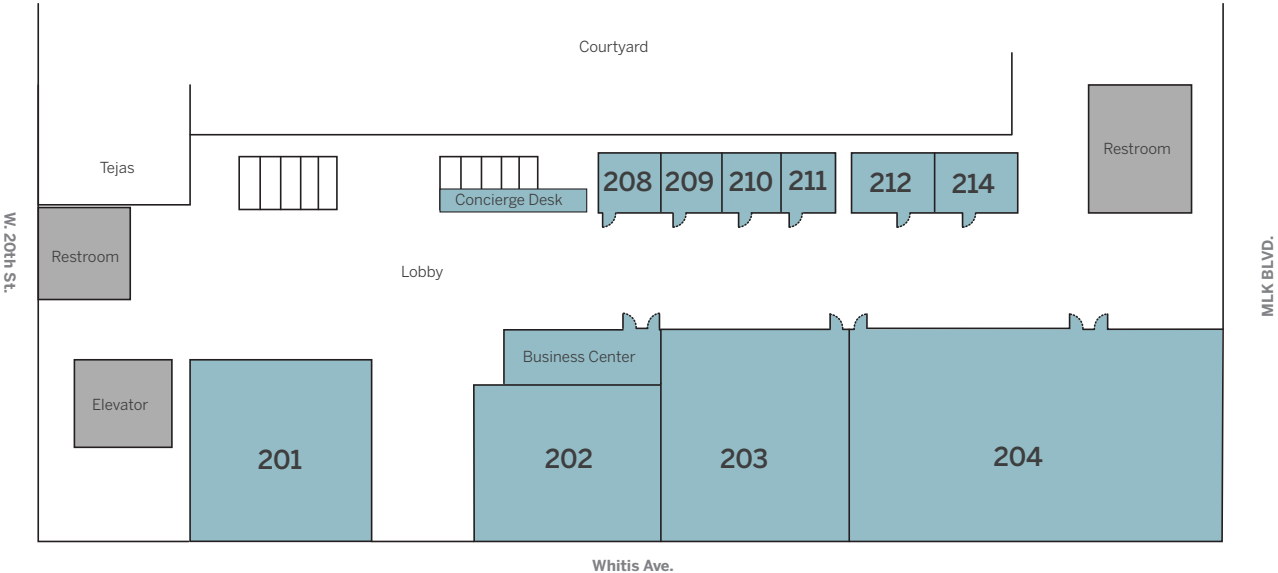 Courtyard
Restroom
Tejas
208
209
210
211
212
214
Concierge Desk
W. 20th St.
Restroom
Lobby
MLK BLVD.
Business Center
Elevator
201
202
203
204
Whitis Ave.